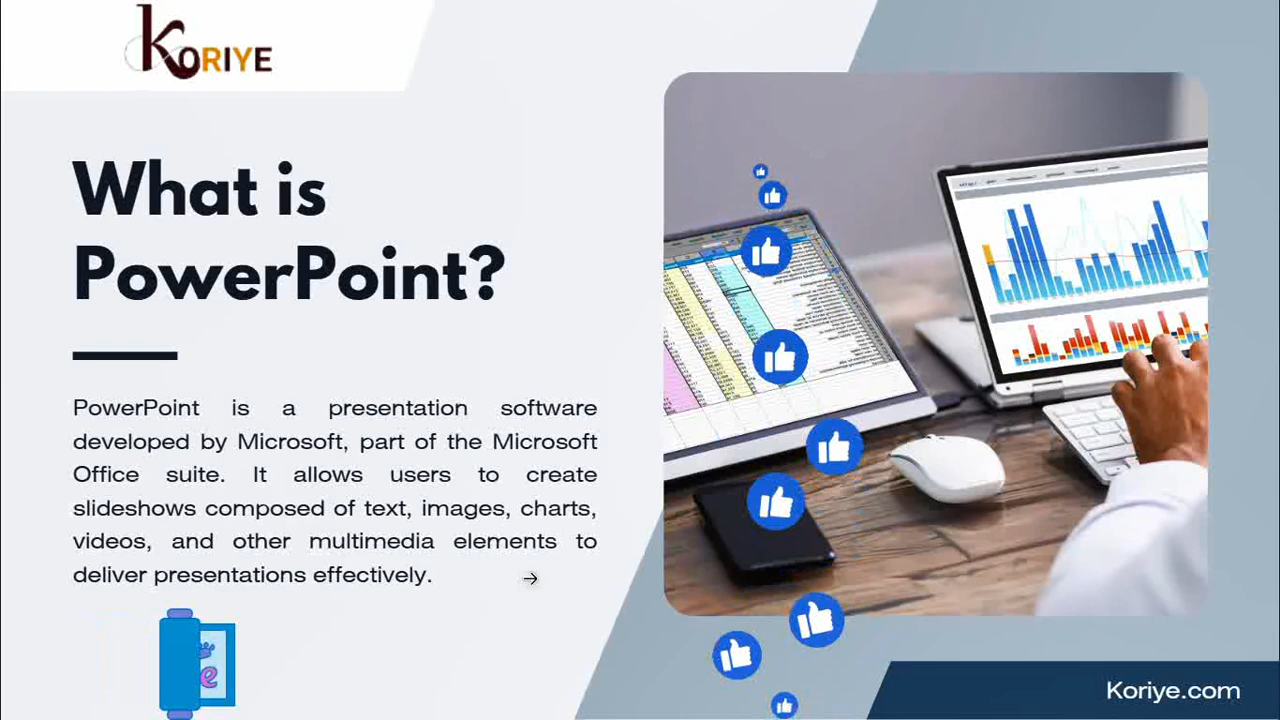 KORIYE
What is
PowerPoint?
PowerPoint is a presentation software
developed by Microsoft, part of the Microsoft
Office suite. It allows users to create
slideshows composed of text, images, charts,
videos, and other multimedia elements to
deliver presentations effectively.
Koriye.com